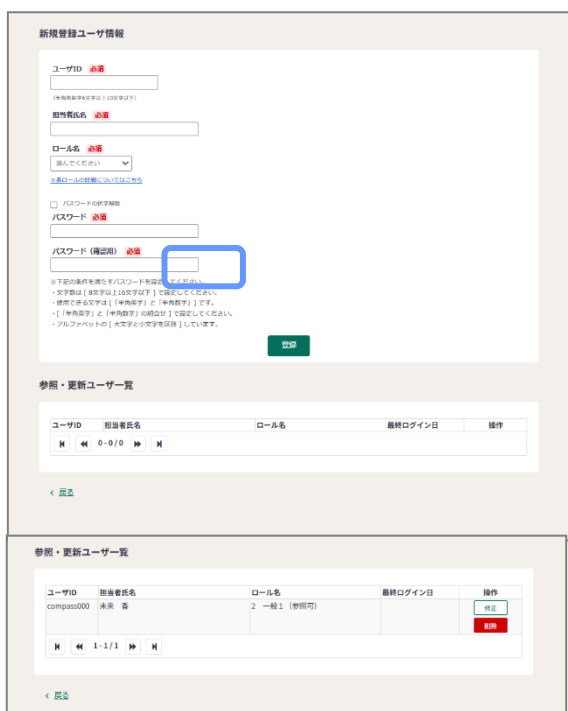 新規登録ユーザ情報
ユーザID 必須
(半角英数字6文字以上10文字以下)
担当者氏名 必須
ロール名 必須
選んでください
※各ロールの詳細についてはこちら
パスワードの伏字解除
パスワード 必須
パスワード（確認用） 必須
※下記の条件を満たすパスワードを設定してください。
・文字数は [ 8文字以上16文字以下 ] で設定してください。
・使用できる文字は [「半角英字」と「半角数字」] です。
・[「半角英字」と「半角数字」の組合せ ] で設定してください。
・アルファベットの [ 大文字と小文字を区別 ] しています。
登録
参照・更新ユーザー一覧
ユーザID 担当者氏名 ロール名 最終ログイン日 操作
0-0/0
戻る
参照・更新ユーザー一覧
ユーザID 担当者氏名 ロール名 最終ログイン日 操作
compass000 未来 香 2 一般１（参照可） 修正
削除
1-1/1
戻る